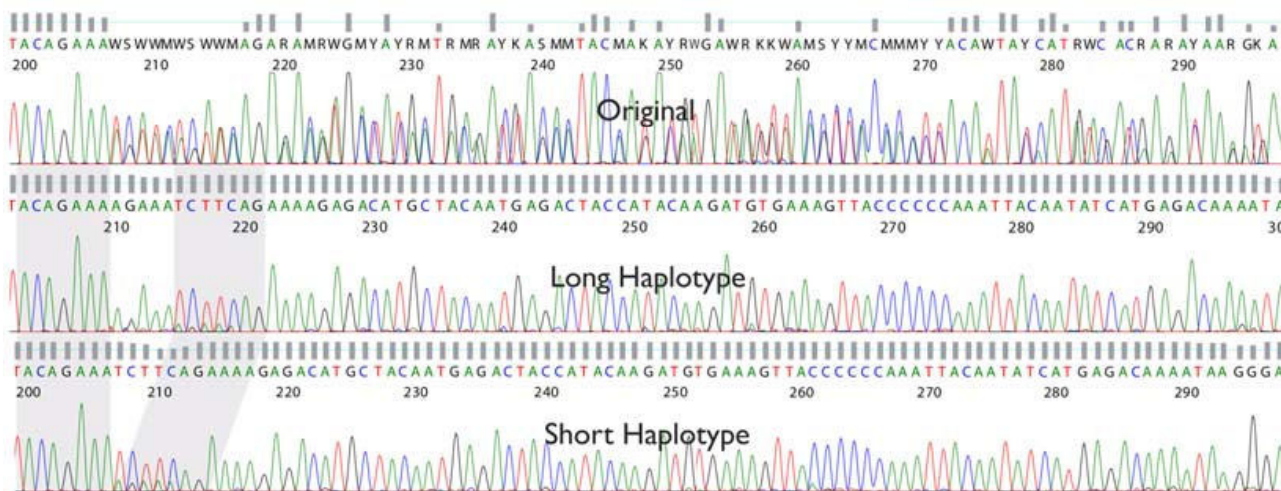 TACAGAAAWSWWMWSWWMAGARAMRWGMYAYRMTRMRAYKASMMTACMAKAYRWGAWRKKWAMSYYMCMMMYYACAWTAYCATRWCACRARAYAARGKA
200 210 220 230 240 250 260 270 280 290
Original
TACAGAAAAGAAATCTTCAGAAAAGAGACATGCTACAATGAGACTACCATACAAGATGTGAAAGTTACCCCCCAAATTACAATATCATGAGACAAAATA
210 220 230 240 250 260 270 280 290 30
Long Haplotype
TACAGAAATCTTCAGAAAAGAGACATGCTACAATGAGACTACCATACAAGATGTGAAAGTTACCCCCCAAATTACAATATCATGAGACAAAATAAGGGA
200 210 220 230 240 250 260 270 280 290
Short Haplotype